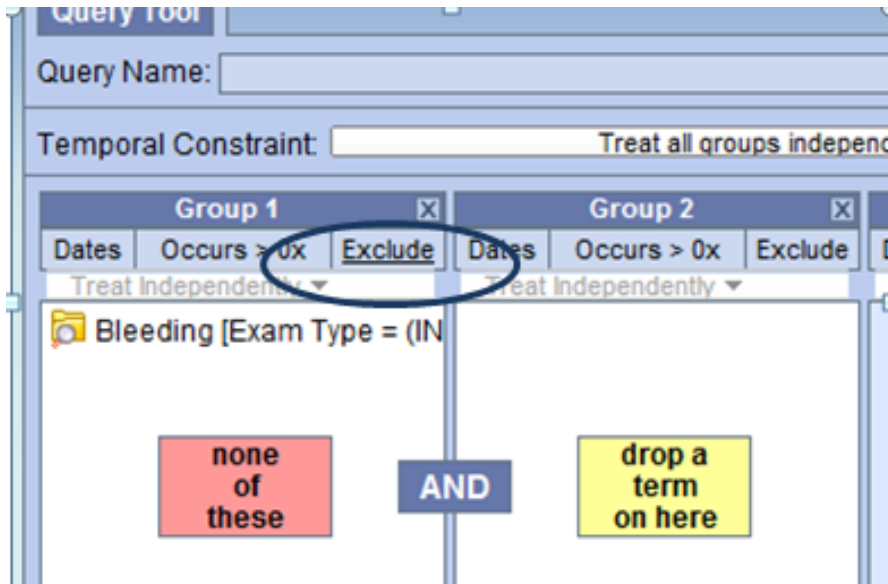 Query Tool
Query Name:
Temporal Constraint: Treat all groups independ
Group 1 X Group 2 X
Dates Occurs > 0x Exclude Dates Occurs > 0x Exclude
Treat Independently Treat Independently
Bleeding [Exam Type = (IN
none
of
these
AND
drop a
term
on here